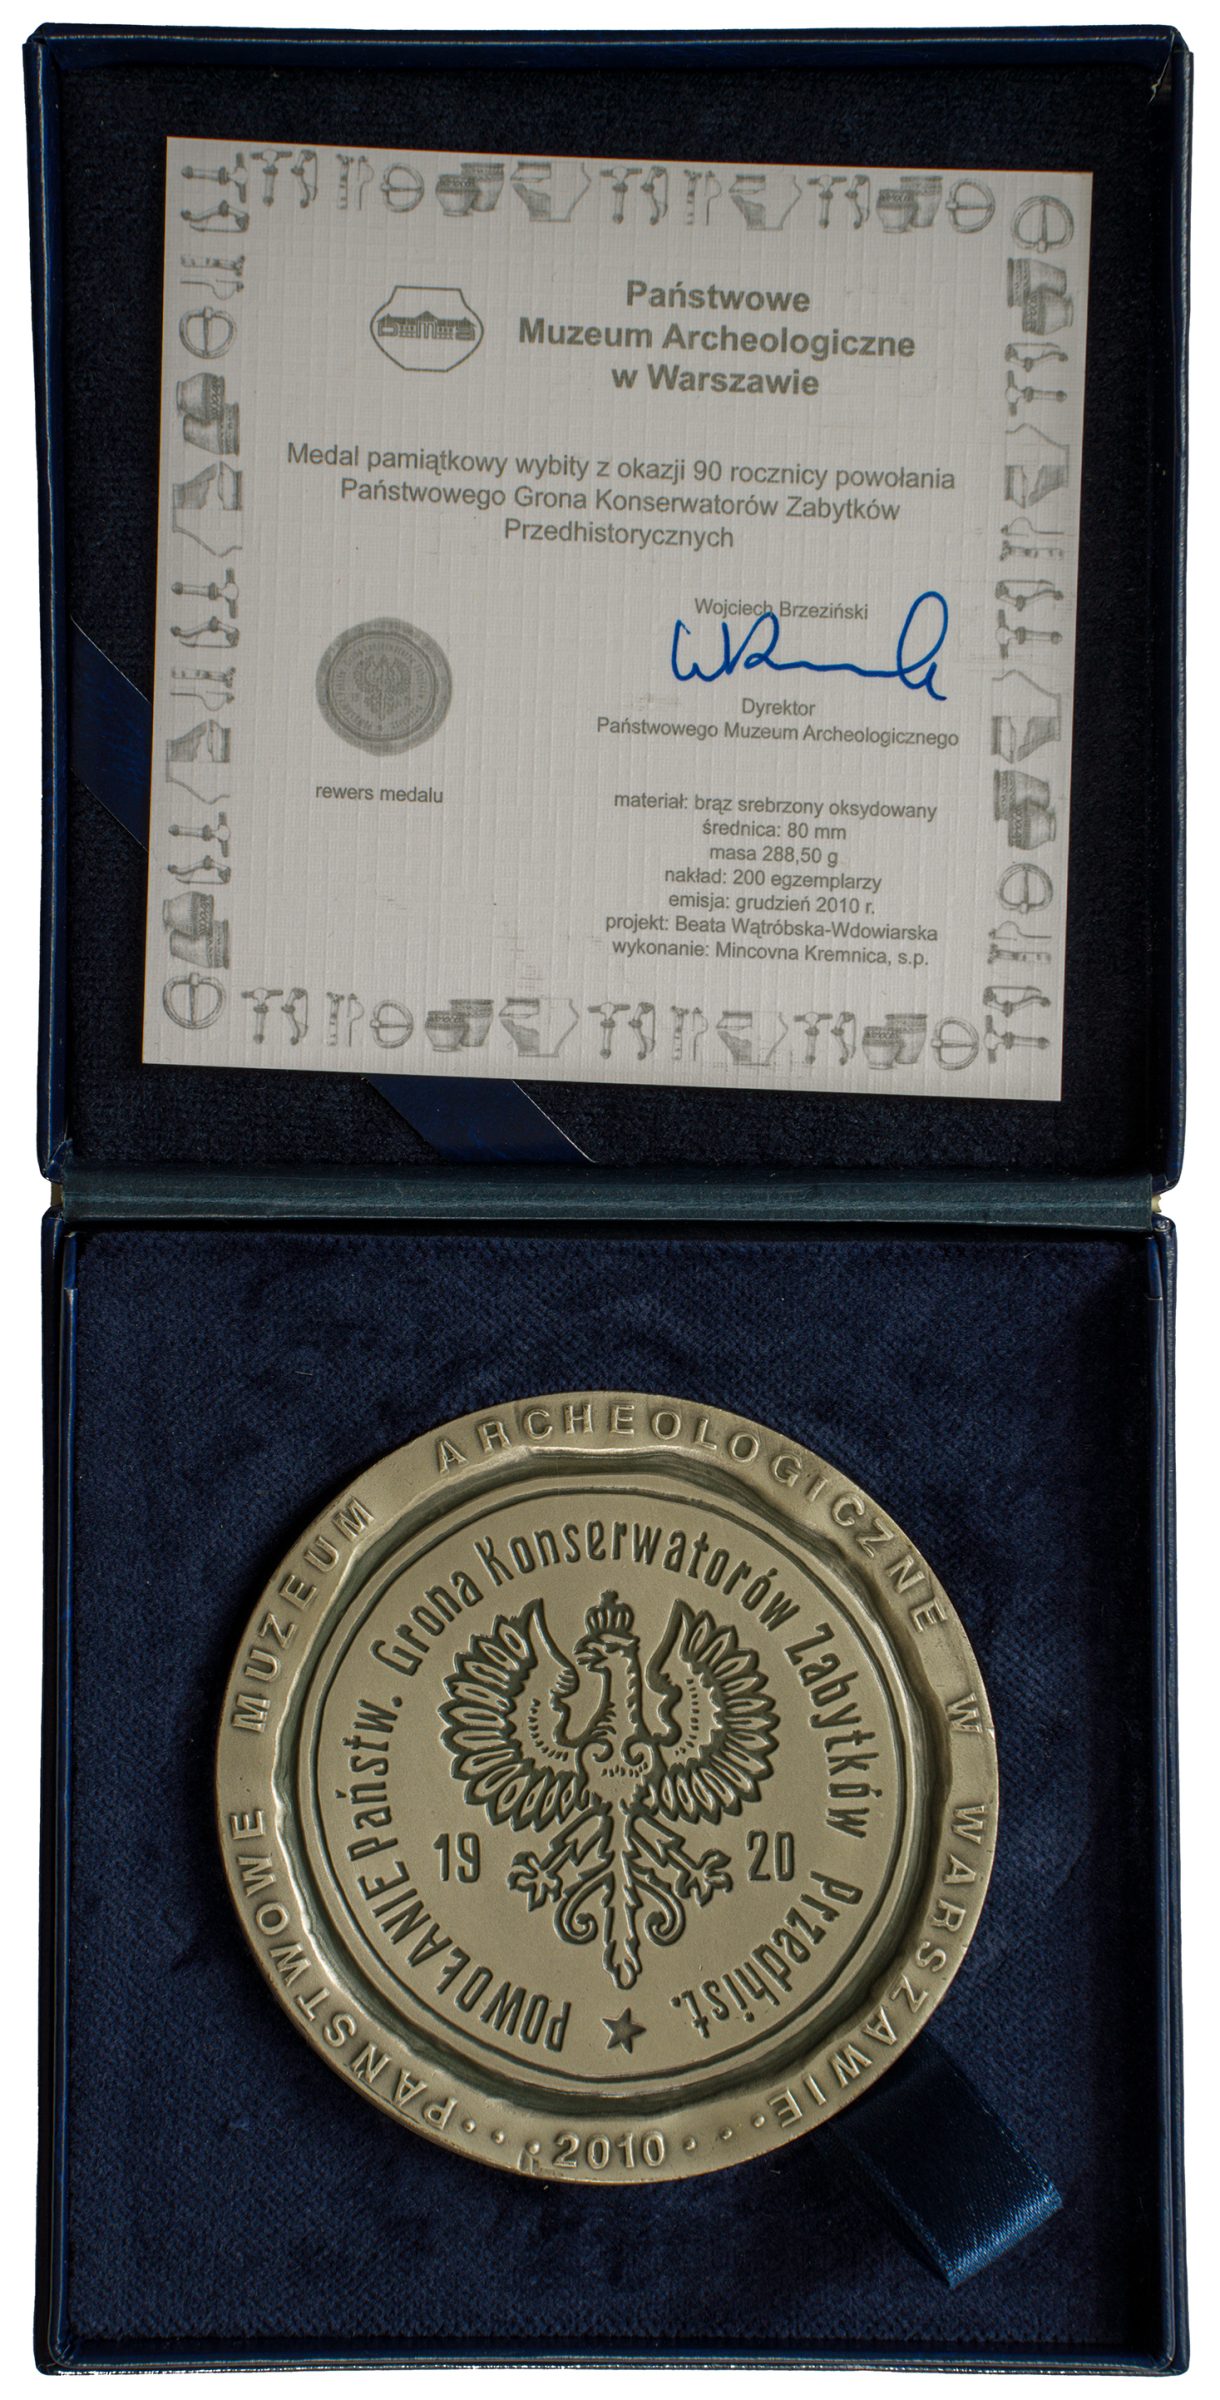 Państwowe
Muzeum Archeologiczne
w Warszawie
Medal pamiątkowy wybity z okazji 90 rocznicy powołania
Państwowego Grona Konserwatorów Zabytków
Przedhistorycznych
Wojciech Brzeziński
Dyrektor
Państwowego Muzeum Archeologicznego
rewers medalu
materiał: brąz srebrzony oksydowany
średnica: 80 mm
masa 288,50 g
nakład: 200 egzemplarzy
emisja: grudzień 2010 r.
projekt: Beata Wątróbska-Wdowiarska
wykonanie: Mincovna Kremnica, s.p.
PAŃSTWOWE MUZEUM ARCHEOLOGICZNE W WARSZAWIE
2010
POWOŁANIE Państw. Grona Konserwatorów Zabytków Przedhist.
19 20